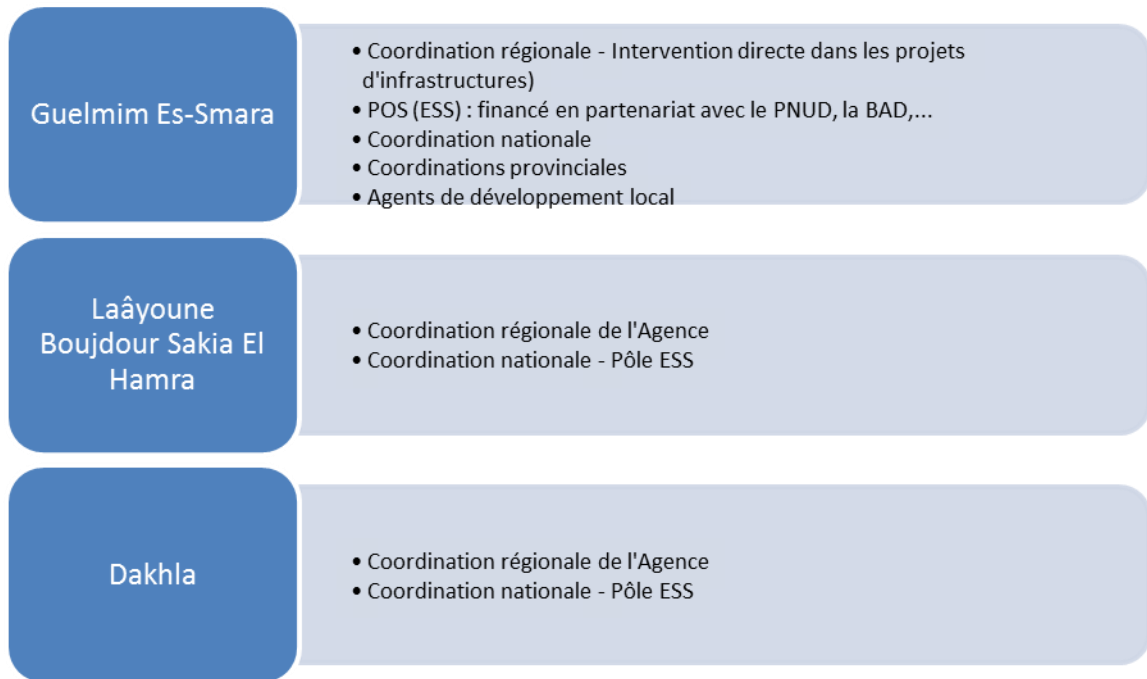 Guelmim Es-Smara
• Coordination régionale - Intervention directe dans les projets
d'infrastructures)
• POS (ESS) : financé en partenariat avec le PNUD, la BAD,...
• Coordination nationale
• Coordinations provinciales
• Agents de développement local
Laâyoune
Boujdour Sakia El
Hamra
• Coordination régionale de l'Agence
• Coordination nationale - Pôle ESS
Dakhla
• Coordination régionale de l'Agence
• Coordination nationale - Pôle ESS